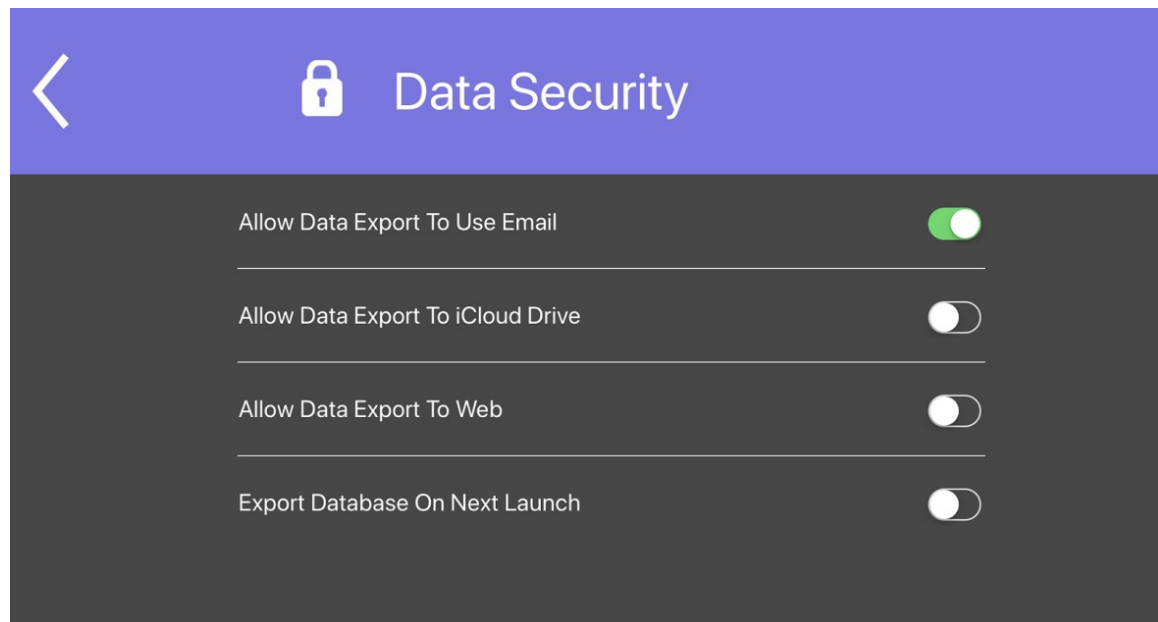 Data Security
Allow Data Export To Use Email
Allow Data Export To iCloud Drive
Allow Data Export To Web
Export Database On Next Launch